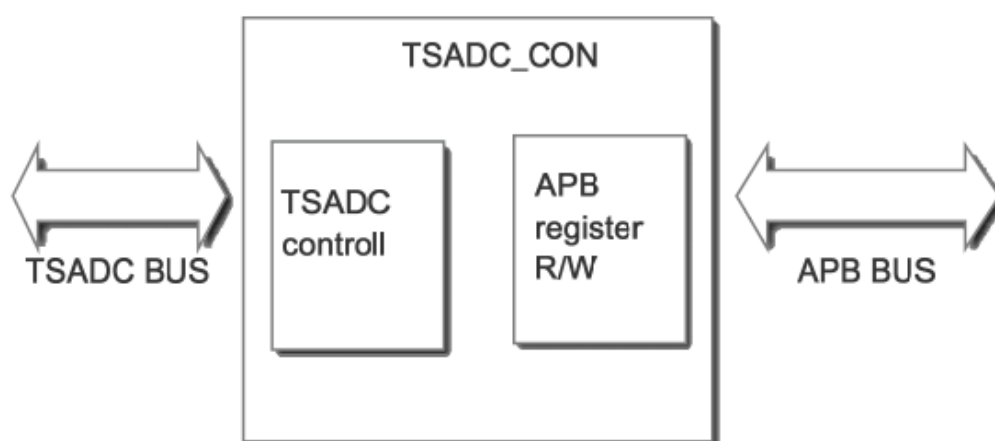 TSADC_CON
TSADC
controll
APB
register
R/W
TSADC BUS
APB BUS